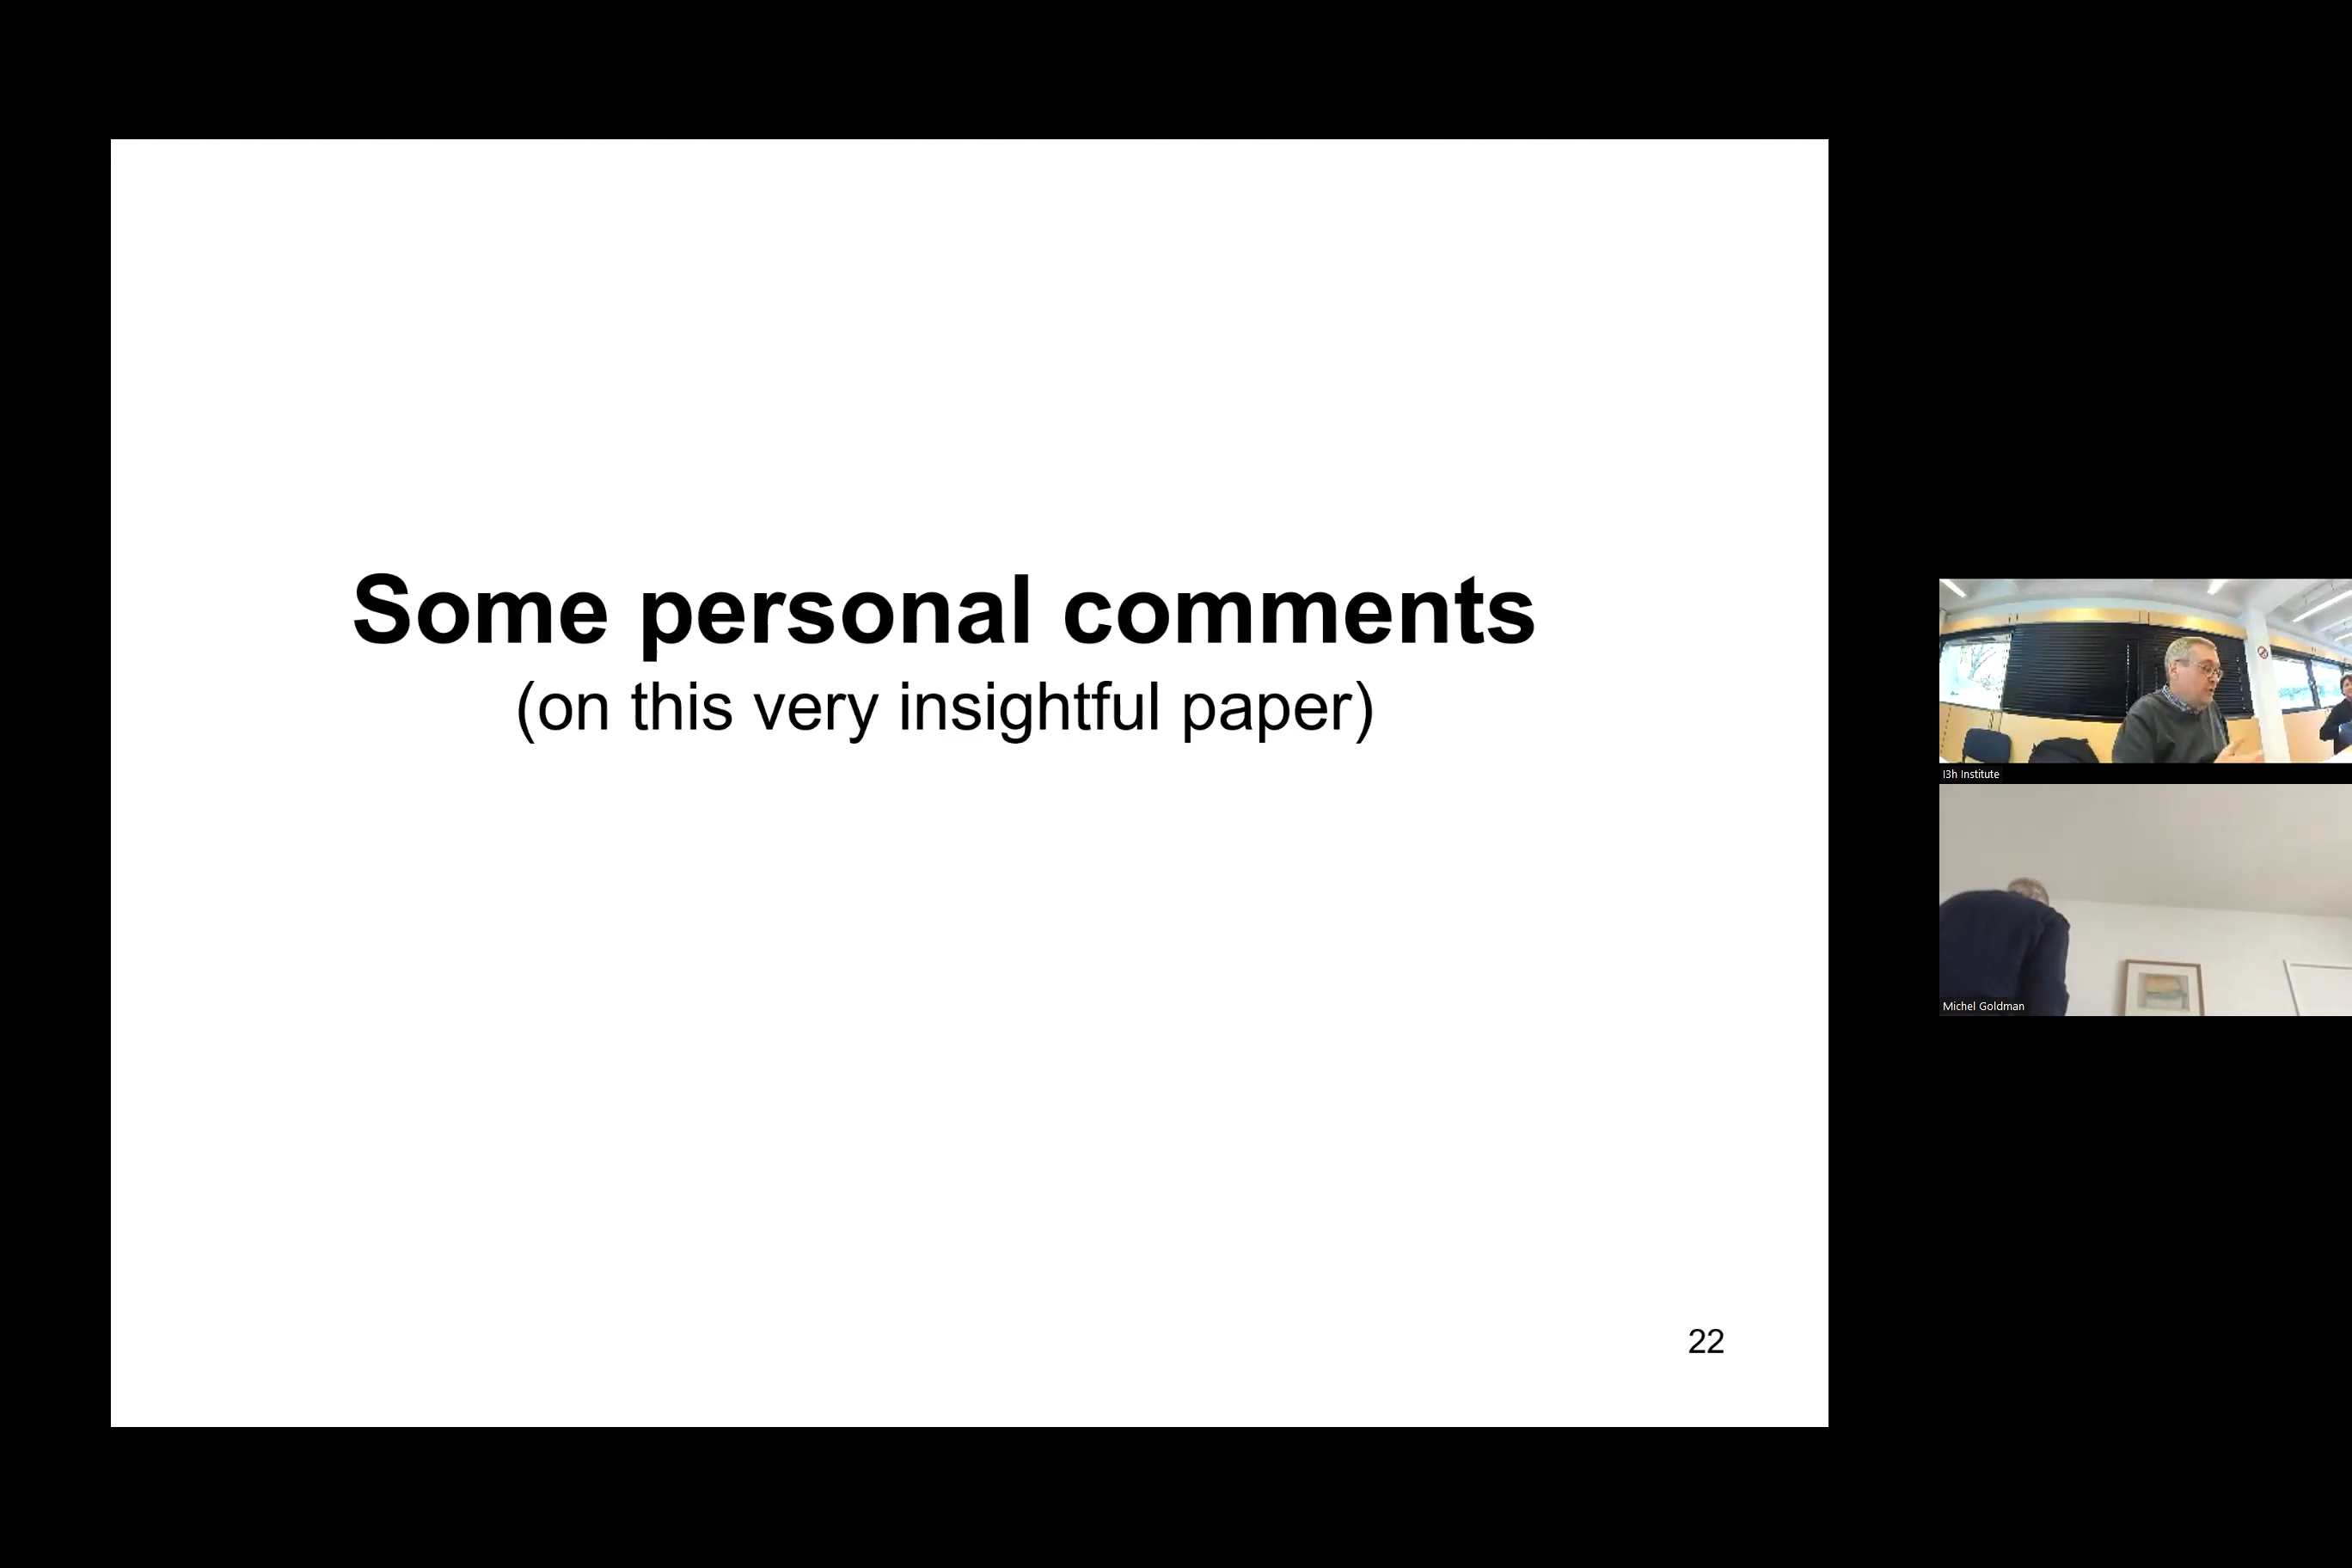 Some personal comments
(on this very insightful paper)
22
I3h Institute
Michel Goldman